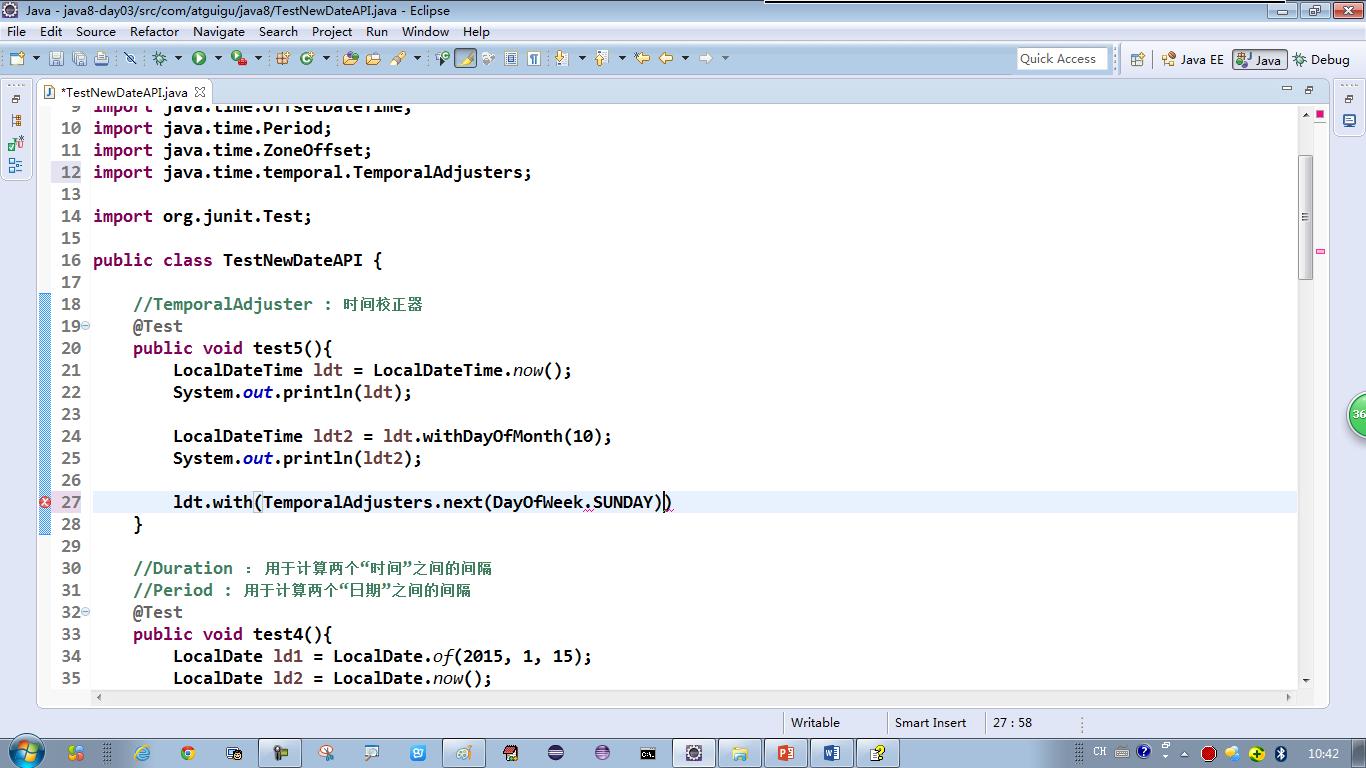 Java - java8-day03/src/com/atguigu/java8/TestNewDateAPI.java - Eclipse
File Edit Source Refactor Navigate Search Project Run Window Help
Quick Access Java EE Java Debug
*TestNewDateAPI.java
9 import java.time.OffsetDateTime;
10 import java.time.Period;
11 import java.time.ZoneOffset;
12 import java.time.temporal.TemporalAdjusters;
13
14 import org.junit.Test;
15
16 public class TestNewDateAPI {
17
18 //TemporalAdjuster : 时间校正器
19 @Test
20 public void test5(){
21 LocalDateTime ldt = LocalDateTime.now();
22 System.out.println(ldt);
23
24 LocalDateTime ldt2 = ldt.withDayOfMonth(10);
25 System.out.println(ldt2);
26
27 ldt.with(TemporalAdjusters.next(DayOfWeek.SUNDAY))
28 }
29
30 //Duration : 用于计算两个“时间”之间的间隔
31 //Period : 用于计算两个“日期”之间的间隔
32 @Test
33 public void test4(){
34 LocalDate ld1 = LocalDate.of(2015, 1, 15);
35 LocalDate ld2 = LocalDate.now();
36
Writable Smart Insert 27 : 58
CH 10:42